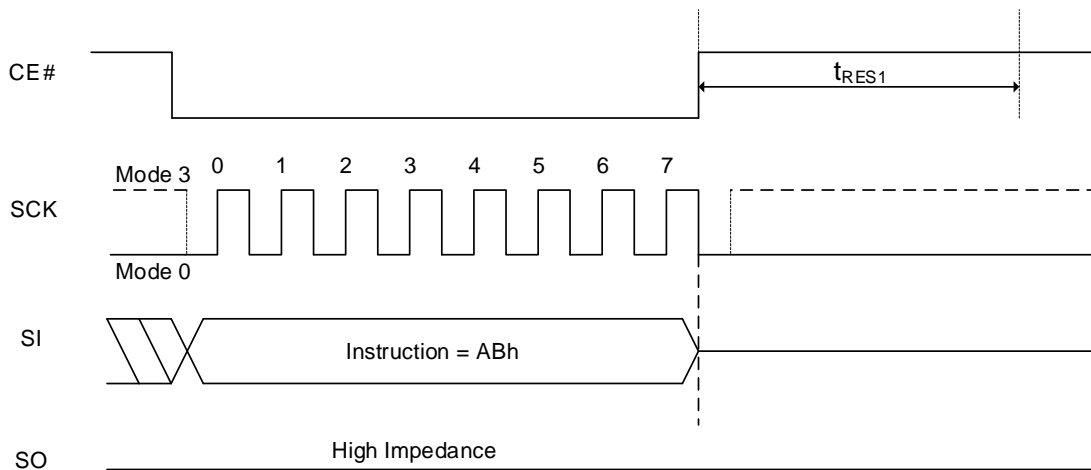 CE#
tRES1
Mode 3
0 1 2 3 4 5 6 7
SCK
Mode 0
SI
Instruction = ABh
High Impedance
SO